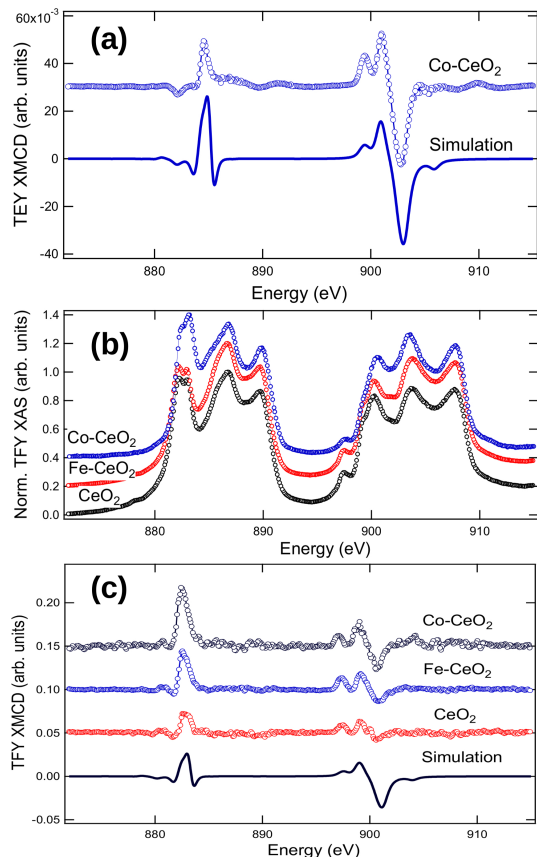 (a)
60x10⁻³
40
20
0
-20
-40
TEY XMCD (arb. units)
Co-CeO₂
Simulation
880
890
900
910
Energy (eV)
(b)
1.4
1.2
1.0
0.8
0.6
0.4
0.2
0.0
Norm. TFY XAS (arb. units)
Co-CeO₂
Fe-CeO₂
CeO₂
880
890
900
910
Energy (eV)
(c)
0.20
0.15
0.10
0.05
0.00
-0.05
TFY XMCD (arb. units)
Co-CeO₂
Fe-CeO₂
CeO₂
Simulation
880
890
900
910
Energy (eV)